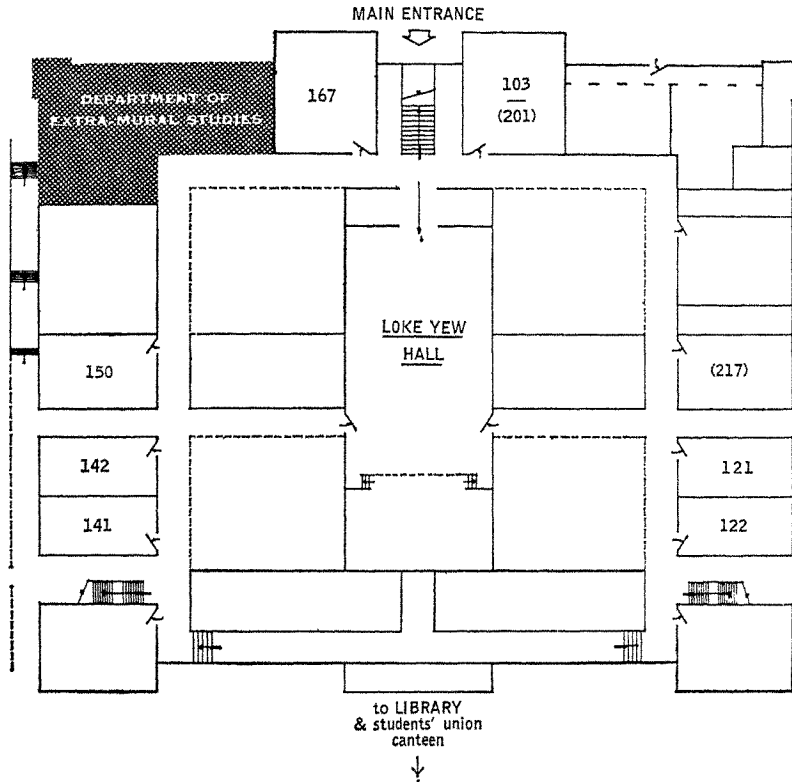 MAIN ENTRANCE
DEPARTMENT OF
EXTRA-MURAL STUDIES
167
103
(201)
LOKE YEW
HALL
150
(217)
142
121
141
122
to LIBRARY
& students' union
canteen